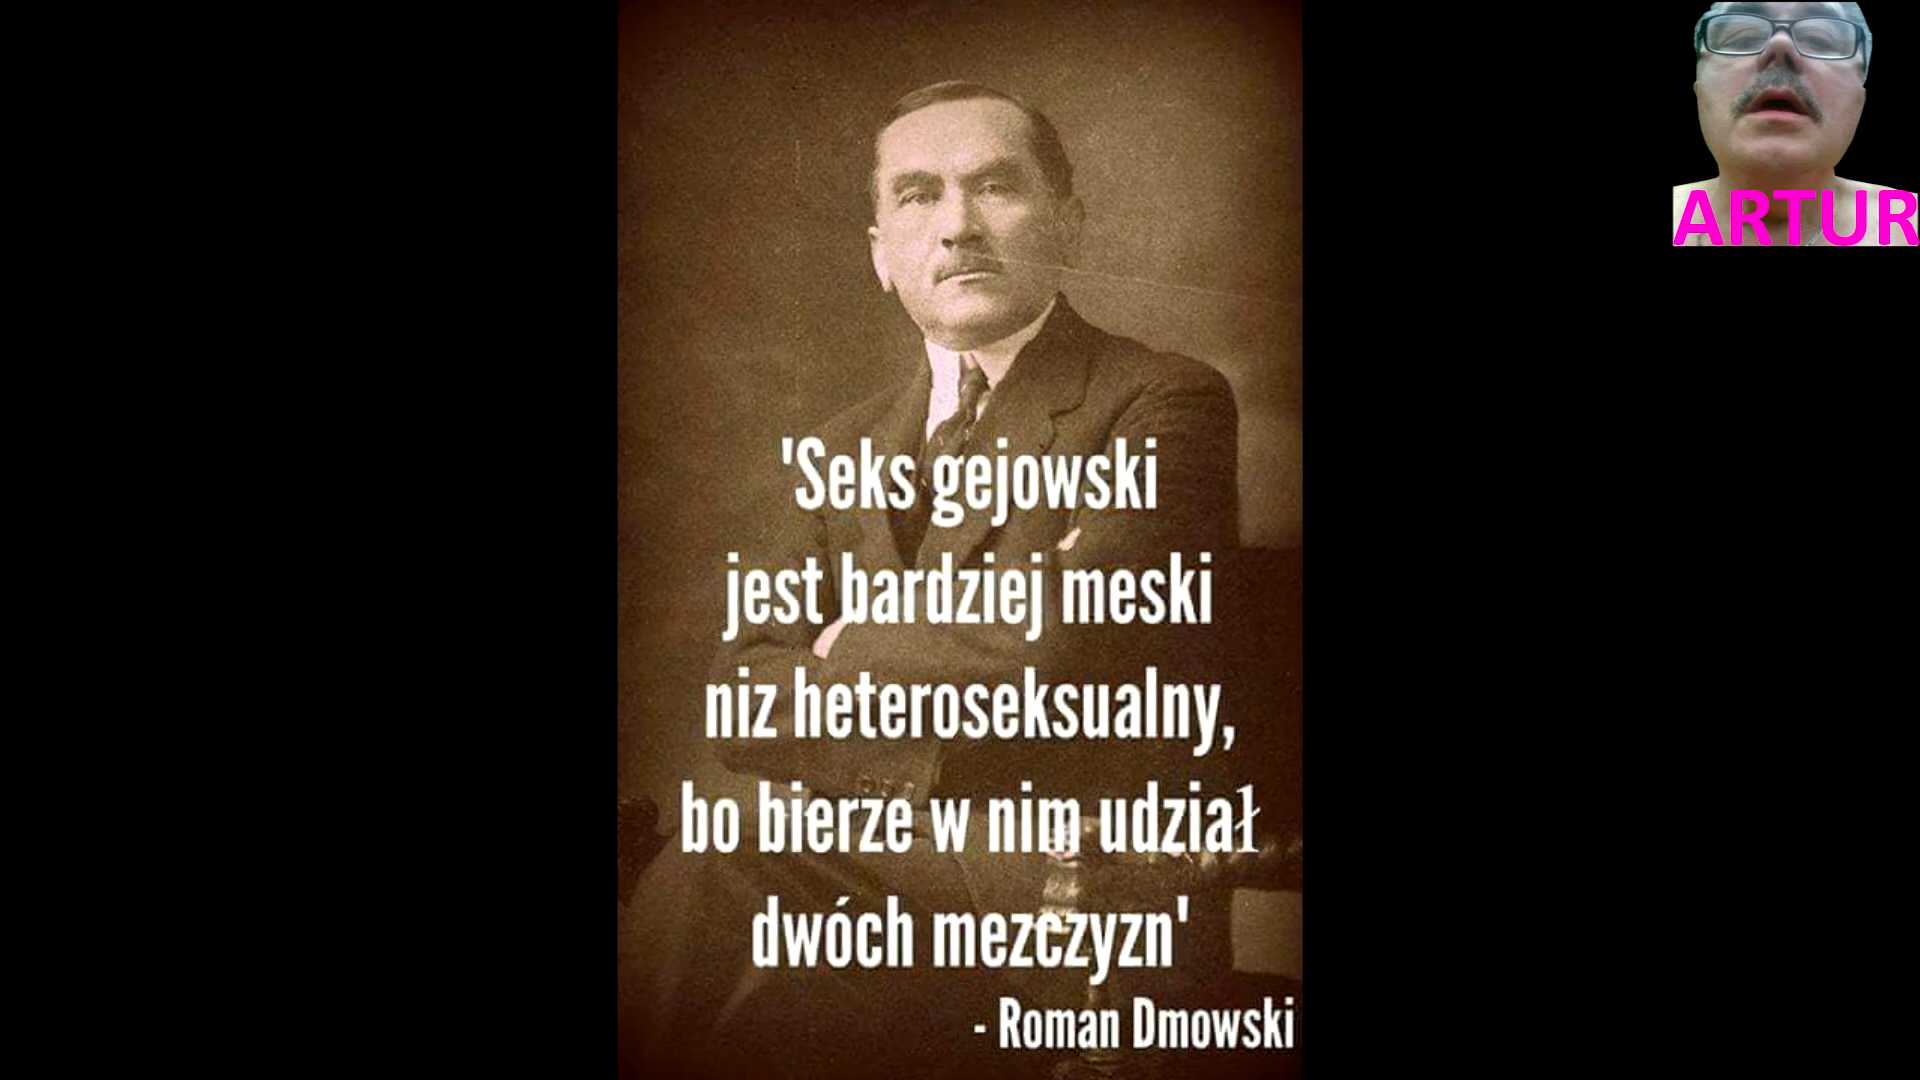 ARTUR
'Seks gejowski
jest bardziej meski
niz heteroseksualny,
bo bierze w nim udział
dwóch mezczyzn'
- Roman Dmowski